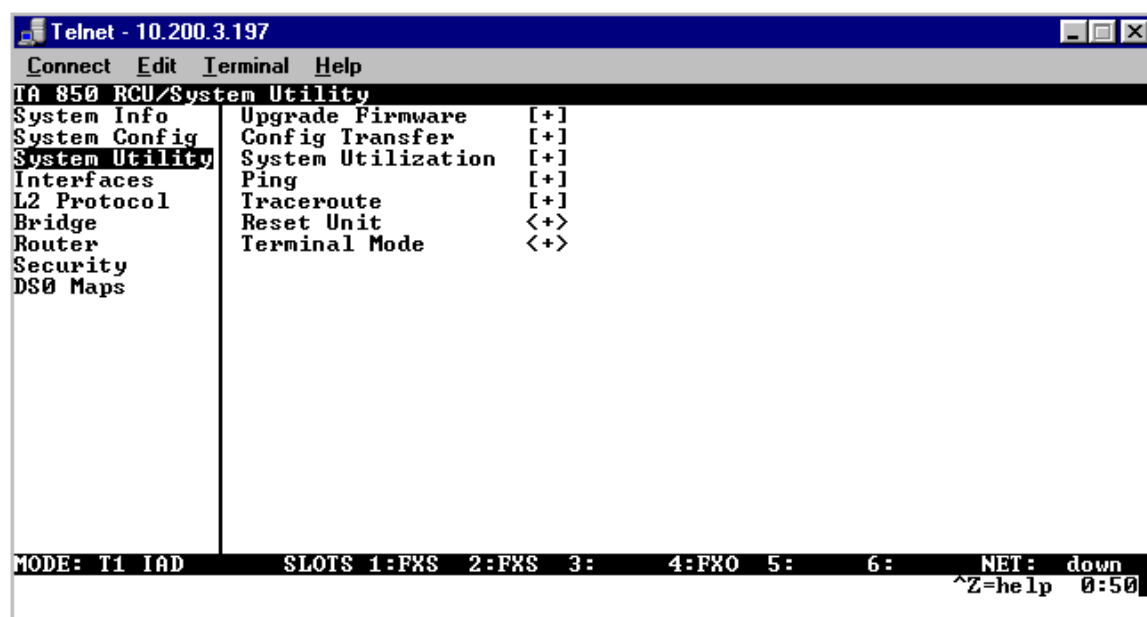 Telnet - 10.200.3.197
Connect Edit Terminal Help
TA 850 RCU/System Utility
System Info Upgrade Firmware [+]
System Config Config Transfer [+]
System Utility System Utilization [+]
Interfaces Ping [+]
L2 Protocol Traceroute [+]
Bridge Reset Unit <+>
Router Terminal Mode <+>
Security
DS0 Maps
MODE: T1 IAD SLOTS 1:FXS 2:FXS 3: 4:FXO 5: 6: NET: down
^Z=help 0:50